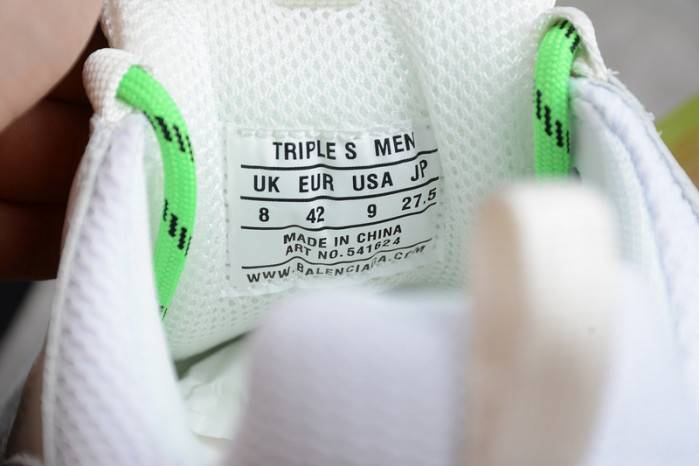 TRIPLE S MEN
UK EUR USA JP
8 42 9 27.5
MADE IN CHINA
ART NO.541624
WWW.BALENCIAGA.COM